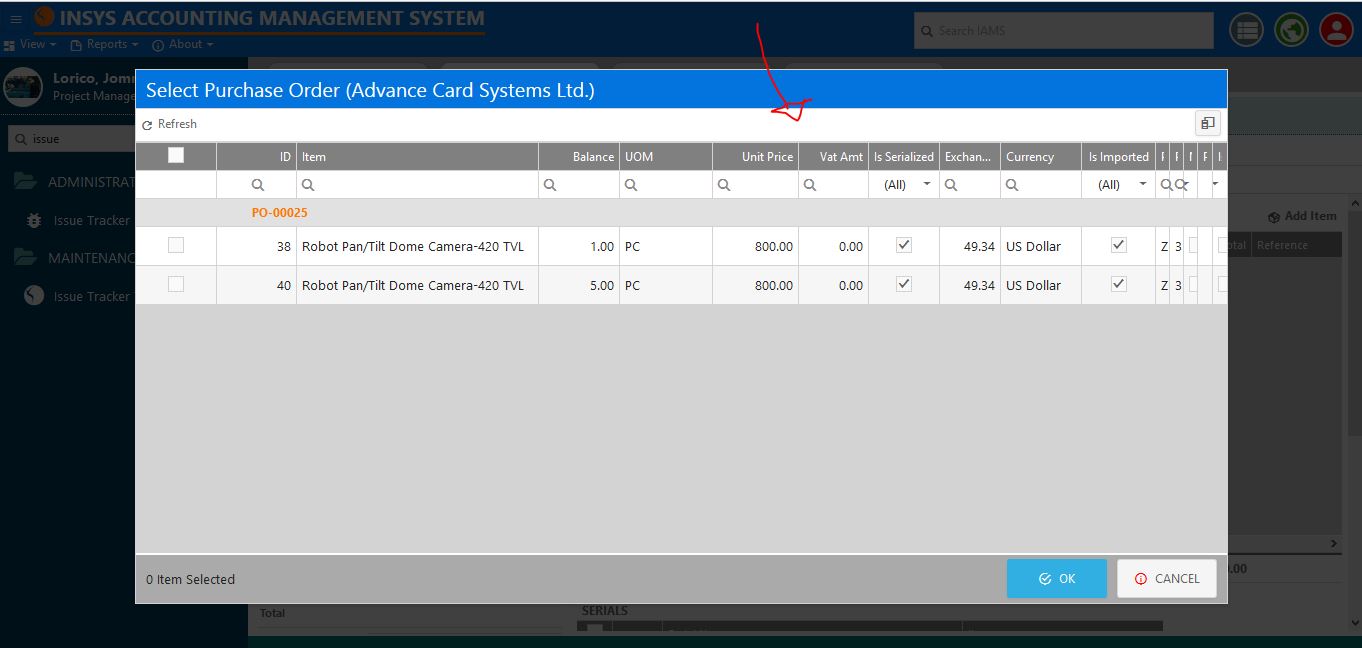 INSYS ACCOUNTING MANAGEMENT SYSTEM
Search IAMS
View Reports About
Lorico, Jom
Project Manage
issue
ADMINISTRAT
Issue Tracker
MAINTENANC
Issue Tracker
Select Purchase Order (Advance Card Systems Ltd.)
Refresh
ID Item Balance UOM Unit Price Vat Amt Is Serialized Exchan... Currency Is Imported
(All) (All)
PO-00025
38 Robot Pan/Tilt Dome Camera-420 TVL 1.00 PC 800.00 0.00 49.34 US Dollar Z 3
40 Robot Pan/Tilt Dome Camera-420 TVL 5.00 PC 800.00 0.00 49.34 US Dollar Z 3
Add Item
otal Reference
0 Item Selected
OK CANCEL
.00
Total
SERIALS